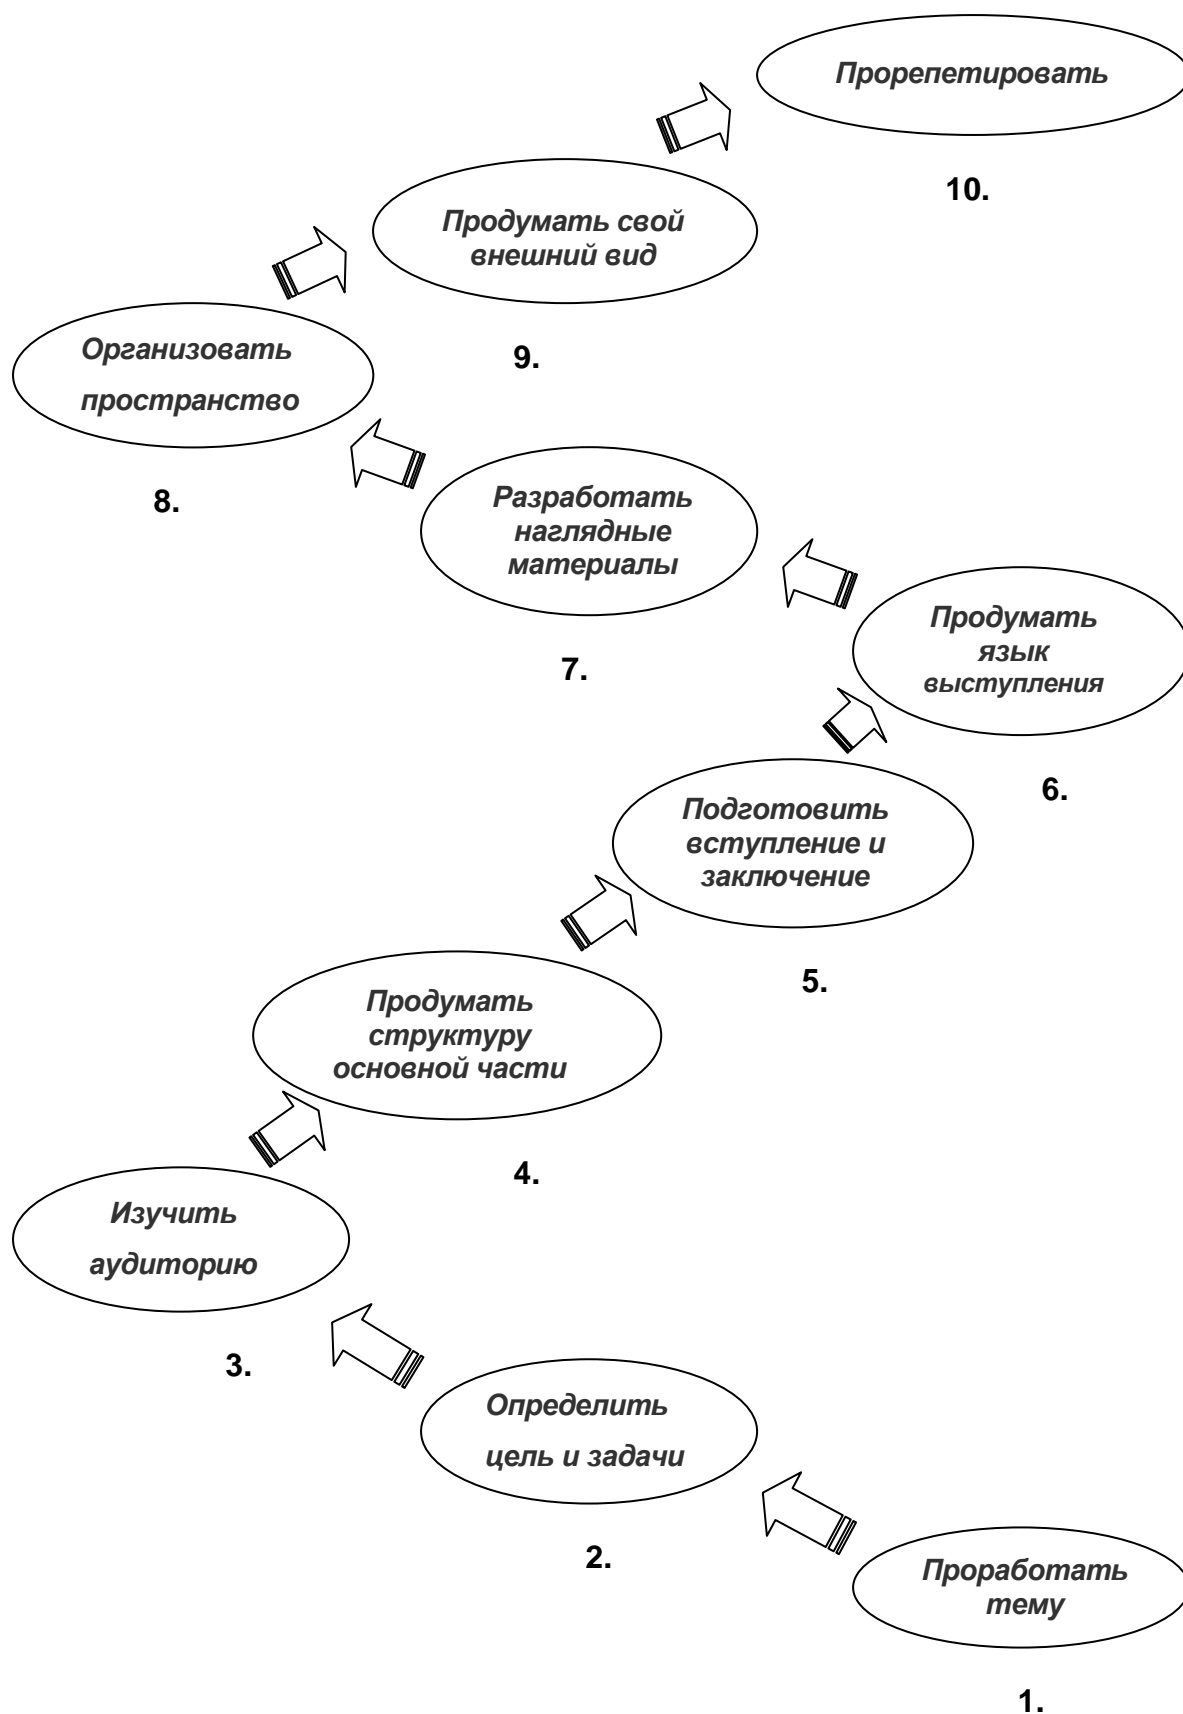 Прорепетировать
10.
Продумать свой
внешний вид
9.
Организовать
пространство
8.
Разработать
наглядные
материалы
7.
Продумать
язык
выступления
6.
Подготовить
вступление и
заключение
5.
Продумать
структуру
основной части
4.
Изучить
аудиторию
3.
Определить
цель и задачи
2.
Проработать
тему
1.